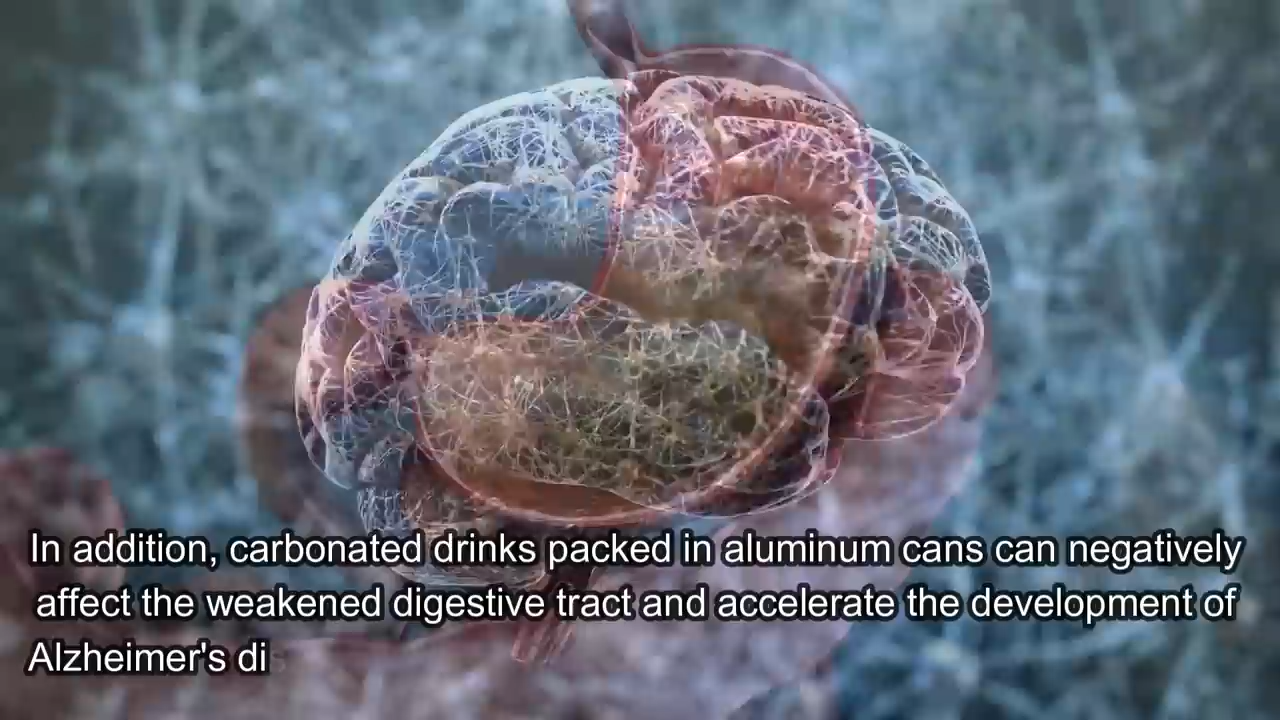 In addition, carbonated drinks packed in aluminum cans can negatively
affect the weakened digestive tract and accelerate the development of
Alzheimer's dis